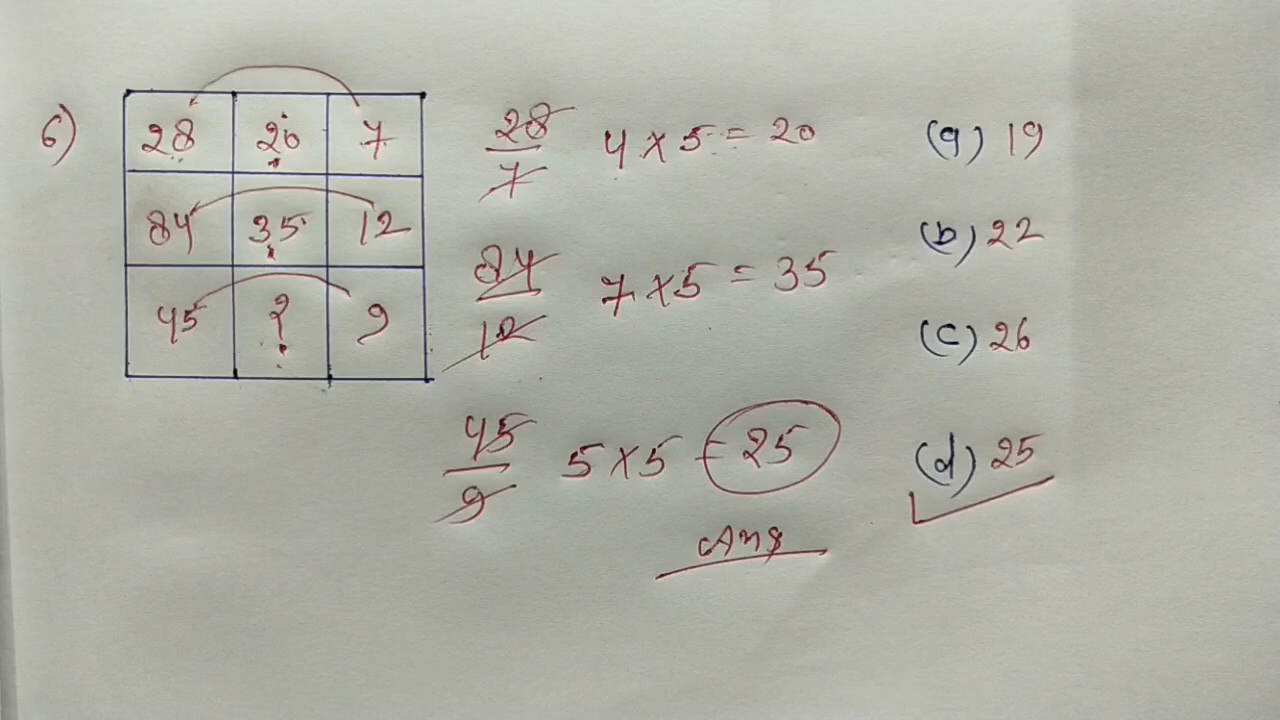 6) 28 20 7 28/7 4 × 5 = 20 (a) 19
84 35 12 84/12 7 × 5 = 35 (b) 22
45 ? 9 (c) 26
45/9 5 × 5 = 25 (d) 25
Ans